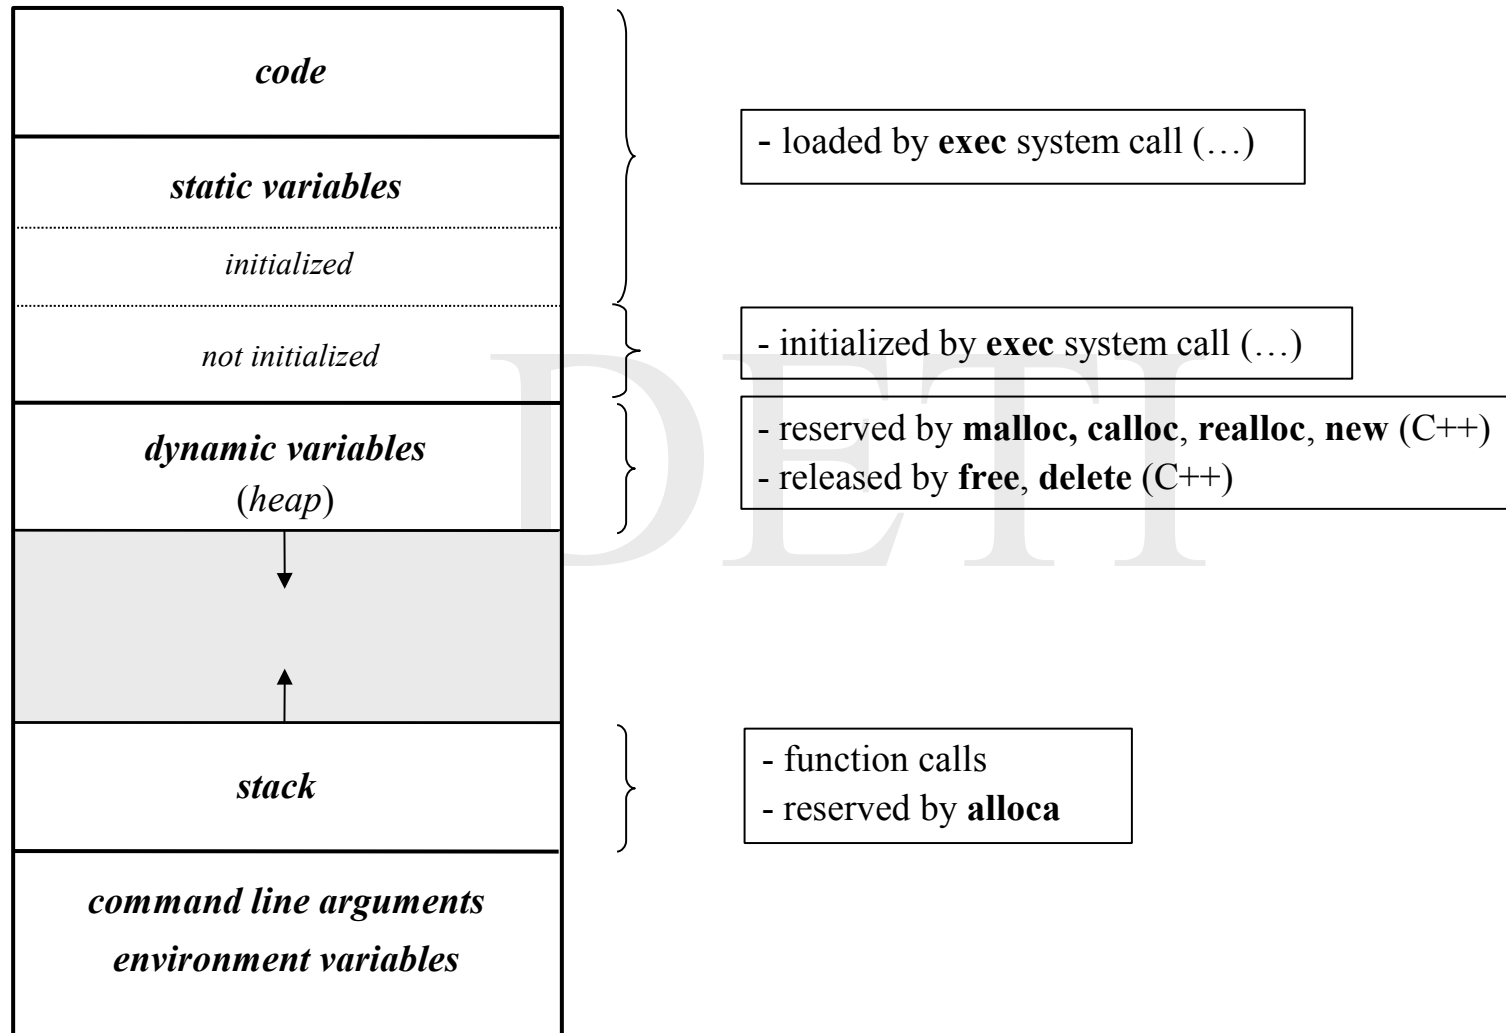 code
- loaded by exec system call (…)
static variables
initialized
not initialized
- initialized by exec system call (…)
dynamic variables
(heap)
- reserved by malloc, calloc, realloc, new (C++)
- released by free, delete (C++)
DETI
stack
- function calls
- reserved by alloca
command line arguments
environment variables